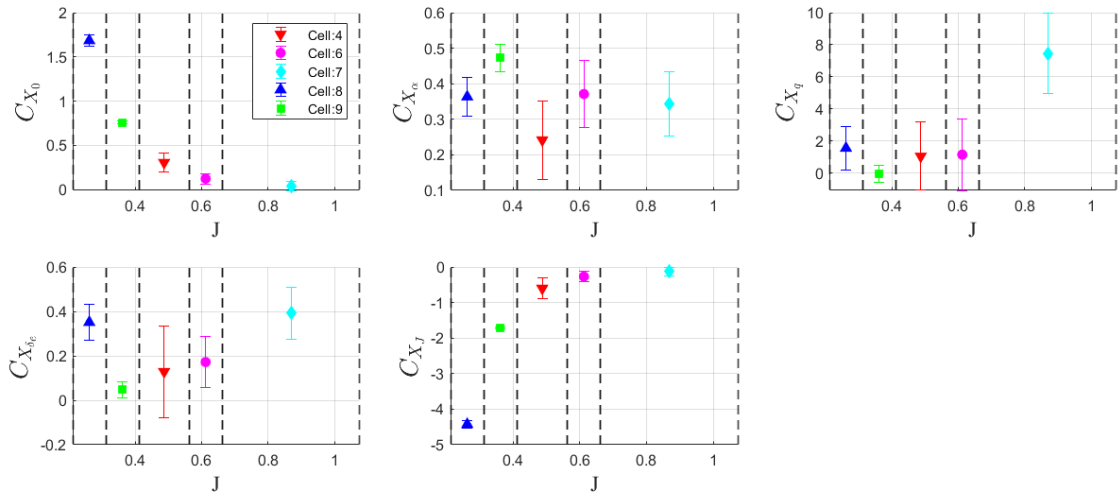 2
1.5
1
0.5
0
0.4 0.6 0.8 1
J
C_{X_0}
Cell:4
Cell:6
Cell:7
Cell:8
Cell:9
0.6
0.5
0.4
0.3
0.2
0.1
0.4 0.6 0.8 1
J
C_{X_α}
10
8
6
4
2
0
0.4 0.6 0.8 1
J
C_{X_q}
0.6
0.4
0.2
0
-0.2
0.4 0.6 0.8 1
J
C_{X_{δ_e}}
0
-1
-2
-3
-4
-5
0.4 0.6 0.8 1
J
C_{X_J}